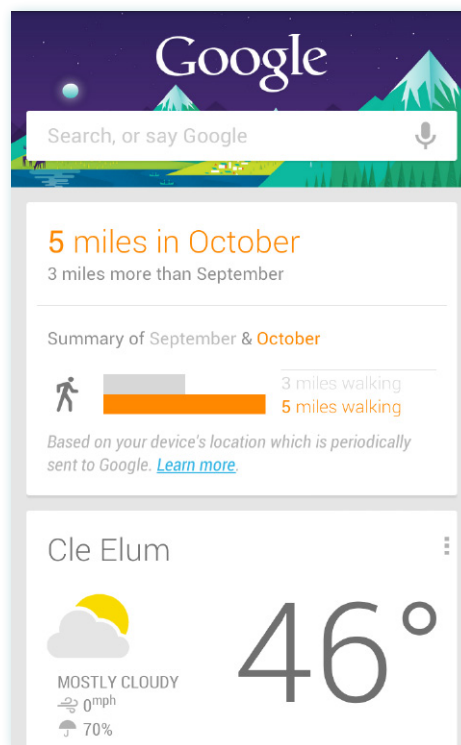 Google
Search, or say Google
5 miles in October
3 miles more than September
Summary of September & October
3 miles walking
5 miles walking
Based on your device's location which is periodically
sent to Google. Learn more.
Cle Elum
46°
MOSTLY CLOUDY
0mph
70%